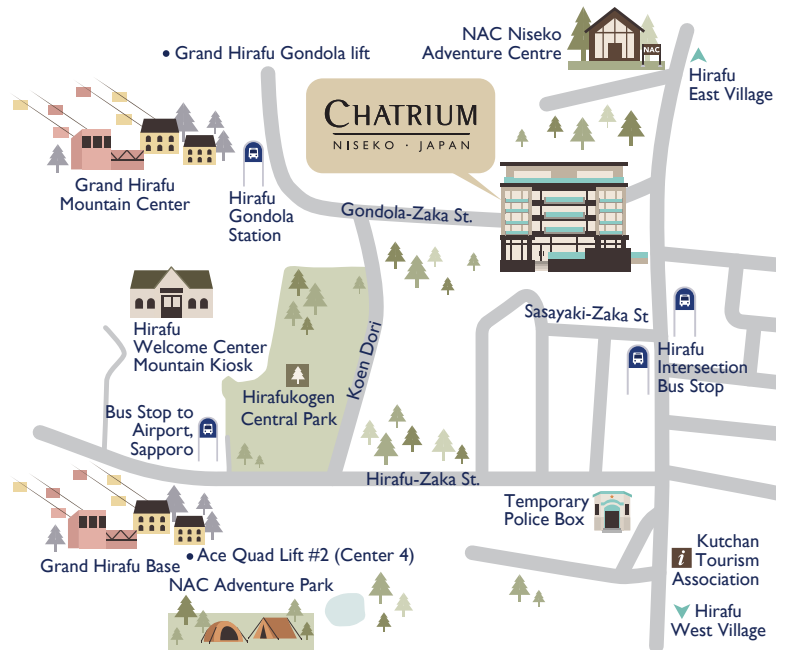 • Grand Hirafu Gondola lift
NAC Niseko
Adventure Centre
NAC
Hirafu
East Village
CHATRIUM
NISEKO · JAPAN
Grand Hirafu
Mountain Center
Hirafu
Gondola
Station
Gondola-Zaka St.
Hirafu
Welcome Center
Mountain Kiosk
Sasayaki-Zaka St
Hirafu
Intersection
Bus Stop
Koen Dori
Hirafukogen
Central Park
Bus Stop to
Airport,
Sapporo
Hirafu-Zaka St.
Temporary
Police Box
Grand Hirafu Base
• Ace Quad Lift #2 (Center 4)
NAC Adventure Park
i
Kutchan
Tourism
Association
Hirafu
West Village